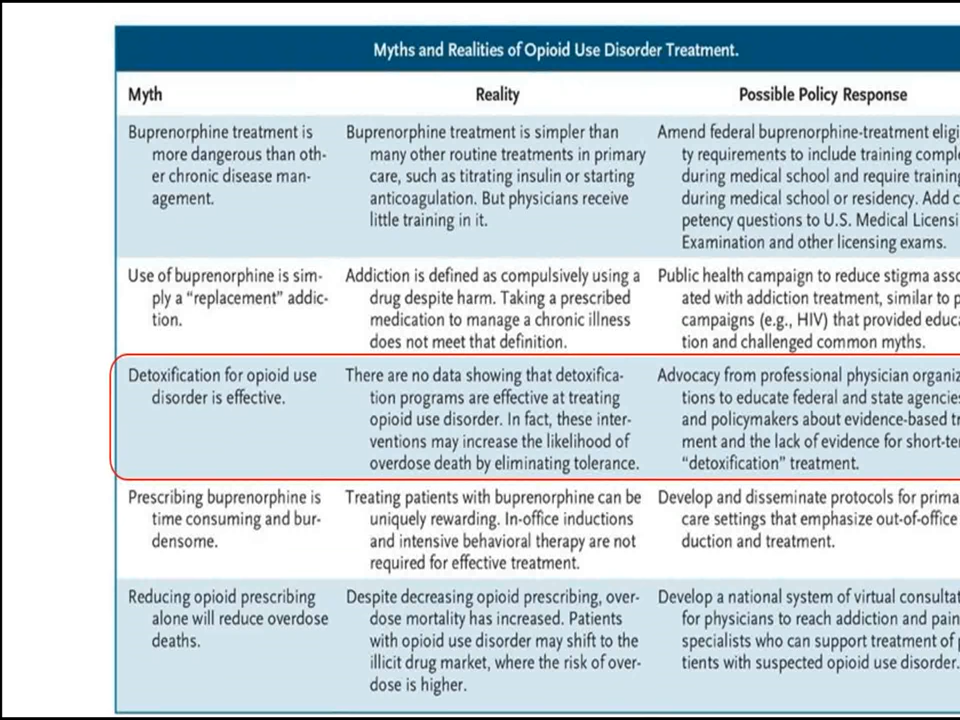 Myths and Realities of Opioid Use Disorder Treatment.
Myth
Reality
Possible Policy Response
Buprenorphine treatment is
more dangerous than oth-
er chronic disease man-
agement.
Buprenorphine treatment is simpler than
many other routine treatments in primary
care, such as titrating insulin or starting
anticoagulation. But physicians receive
little training in it.
Amend federal buprenorphine-treatment eligi
ty requirements to include training comple
during medical school and require training
during medical school or residency. Add c
petency questions to U.S. Medical Licensi
Examination and other licensing exams.
Use of buprenorphine is sim-
ply a “replacement” addic-
tion.
Addiction is defined as compulsively using a
drug despite harm. Taking a prescribed
medication to manage a chronic illness
does not meet that definition.
Public health campaign to reduce stigma asso
ated with addiction treatment, similar to p
campaigns (e.g., HIV) that provided educa
tion and challenged common myths.
Detoxification for opioid use
disorder is effective.
There are no data showing that detoxifica-
tion programs are effective at treating
opioid use disorder. In fact, these inter-
ventions may increase the likelihood of
overdose death by eliminating tolerance.
Advocacy from professional physician organiz
tions to educate federal and state agencies
and policymakers about evidence-based tr
ment and the lack of evidence for short-te
“detoxification” treatment.
Prescribing buprenorphine is
time consuming and bur-
densome.
Treating patients with buprenorphine can be
uniquely rewarding. In-office inductions
and intensive behavioral therapy are not
required for effective treatment.
Develop and disseminate protocols for prima
care settings that emphasize out-of-office
duction and treatment.
Reducing opioid prescribing
alone will reduce overdose
deaths.
Despite decreasing opioid prescribing, over-
dose mortality has increased. Patients
with opioid use disorder may shift to the
illicit drug market, where the risk of over-
dose is higher.
Develop a national system of virtual consultat
for physicians to reach addiction and pain
specialists who can support treatment of p
tients with suspected opioid use disorder.